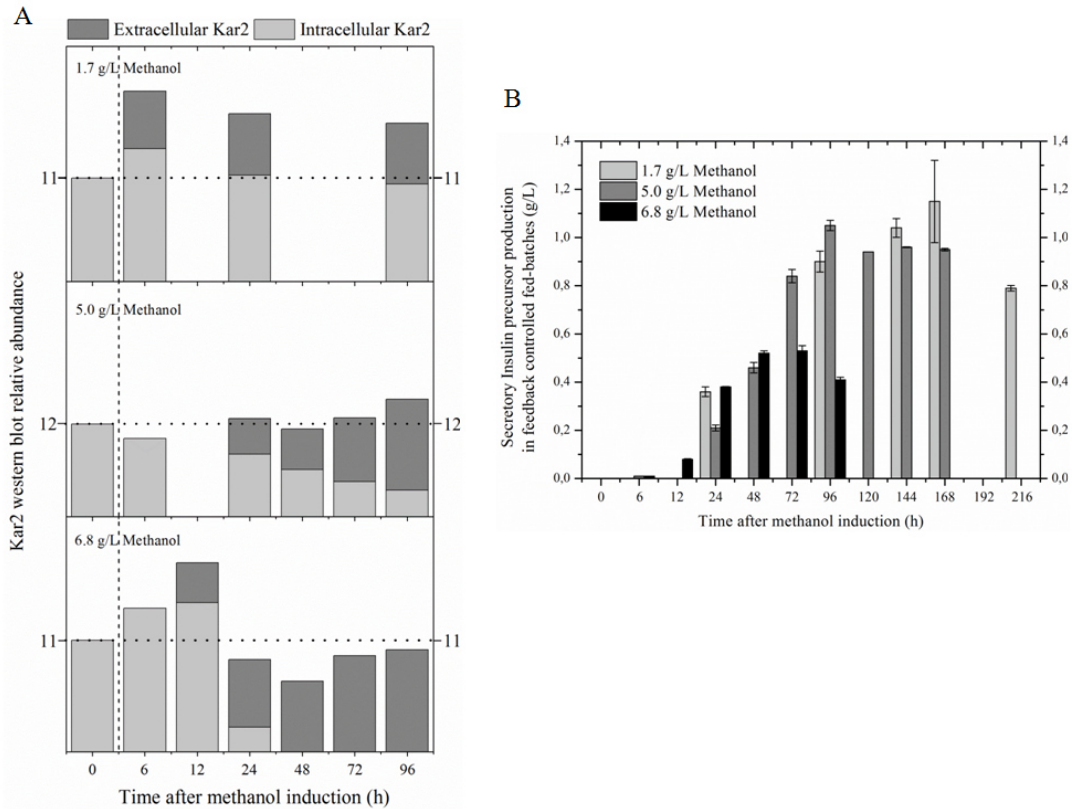 A
Extracellular Kar2 Intracellular Kar2
1.7 g/L Methanol
11 11
5.0 g/L Methanol
12 12
6.8 g/L Methanol
11 11
Kar2 western blot relative abundance
0 6 12 24 48 72 96
Time after methanol induction (h)
B
1,4 1,4
1,2 1,2
1,0 1,0
0,8 0,8
0,6 0,6
0,4 0,4
0,2 0,2
0,0 0,0
1.7 g/L Methanol
5.0 g/L Methanol
6.8 g/L Methanol
Secretory Insulin precursor production
in feedback controlled fed-batches (g/L)
0 6 12 24 48 72 96 120 144 168 192 216
Time after methanol induction (h)